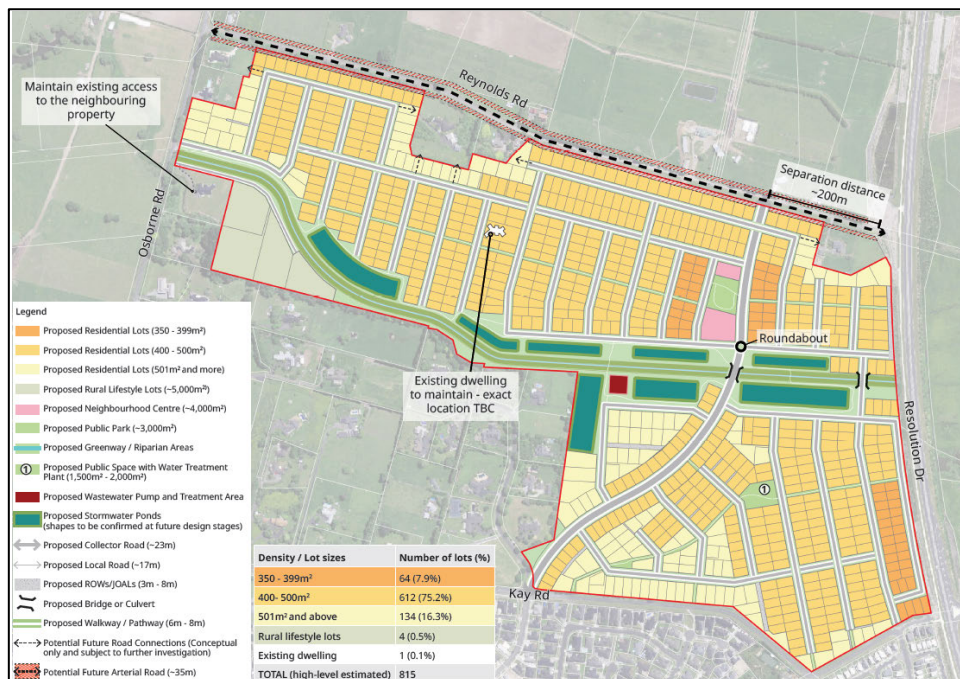 Reynolds Rd
Maintain existing access
to the neighbouring
property
Separation distance
~200m
Osborne Rd
Roundabout
Existing dwelling
to maintain - exact
location TBC
Resolution Dr
①
Kay Rd
Legend
Proposed Residential Lots (350 - 399m²)
Proposed Residential Lots (400 - 500m²)
Proposed Residential Lots (501m² and more)
Proposed Rural Lifestyle Lots (~5,000m²)
Proposed Neighbourhood Centre (~4,000m²)
Proposed Public Park (~3,000m²)
Proposed Greenway / Riparian Areas
① Proposed Public Space with Water Treatment
Plant (1,500m² - 2,000m²)
Proposed Wastewater Pump and Treatment Area
Proposed Stormwater Ponds
(shapes to be confirmed at future design stages)
Proposed Collector Road (~23m)
Proposed Local Road (~17m)
Proposed ROWs/JOALs (3m - 8m)
Proposed Bridge or Culvert
Proposed Walkway / Pathway (6m - 8m)
Potential Future Road Connections (Conceptual
only and subject to further investigation)
Potential Future Arterial Road (~35m)
Density / Lot sizes Number of lots (%)
350 - 399m² 64 (7.9%)
400- 500m² 612 (75.2%)
501m² and above 134 (16.3%)
Rural lifestyle lots 4 (0.5%)
Existing dwelling 1 (0.1%)
TOTAL (high-level estimated) 815